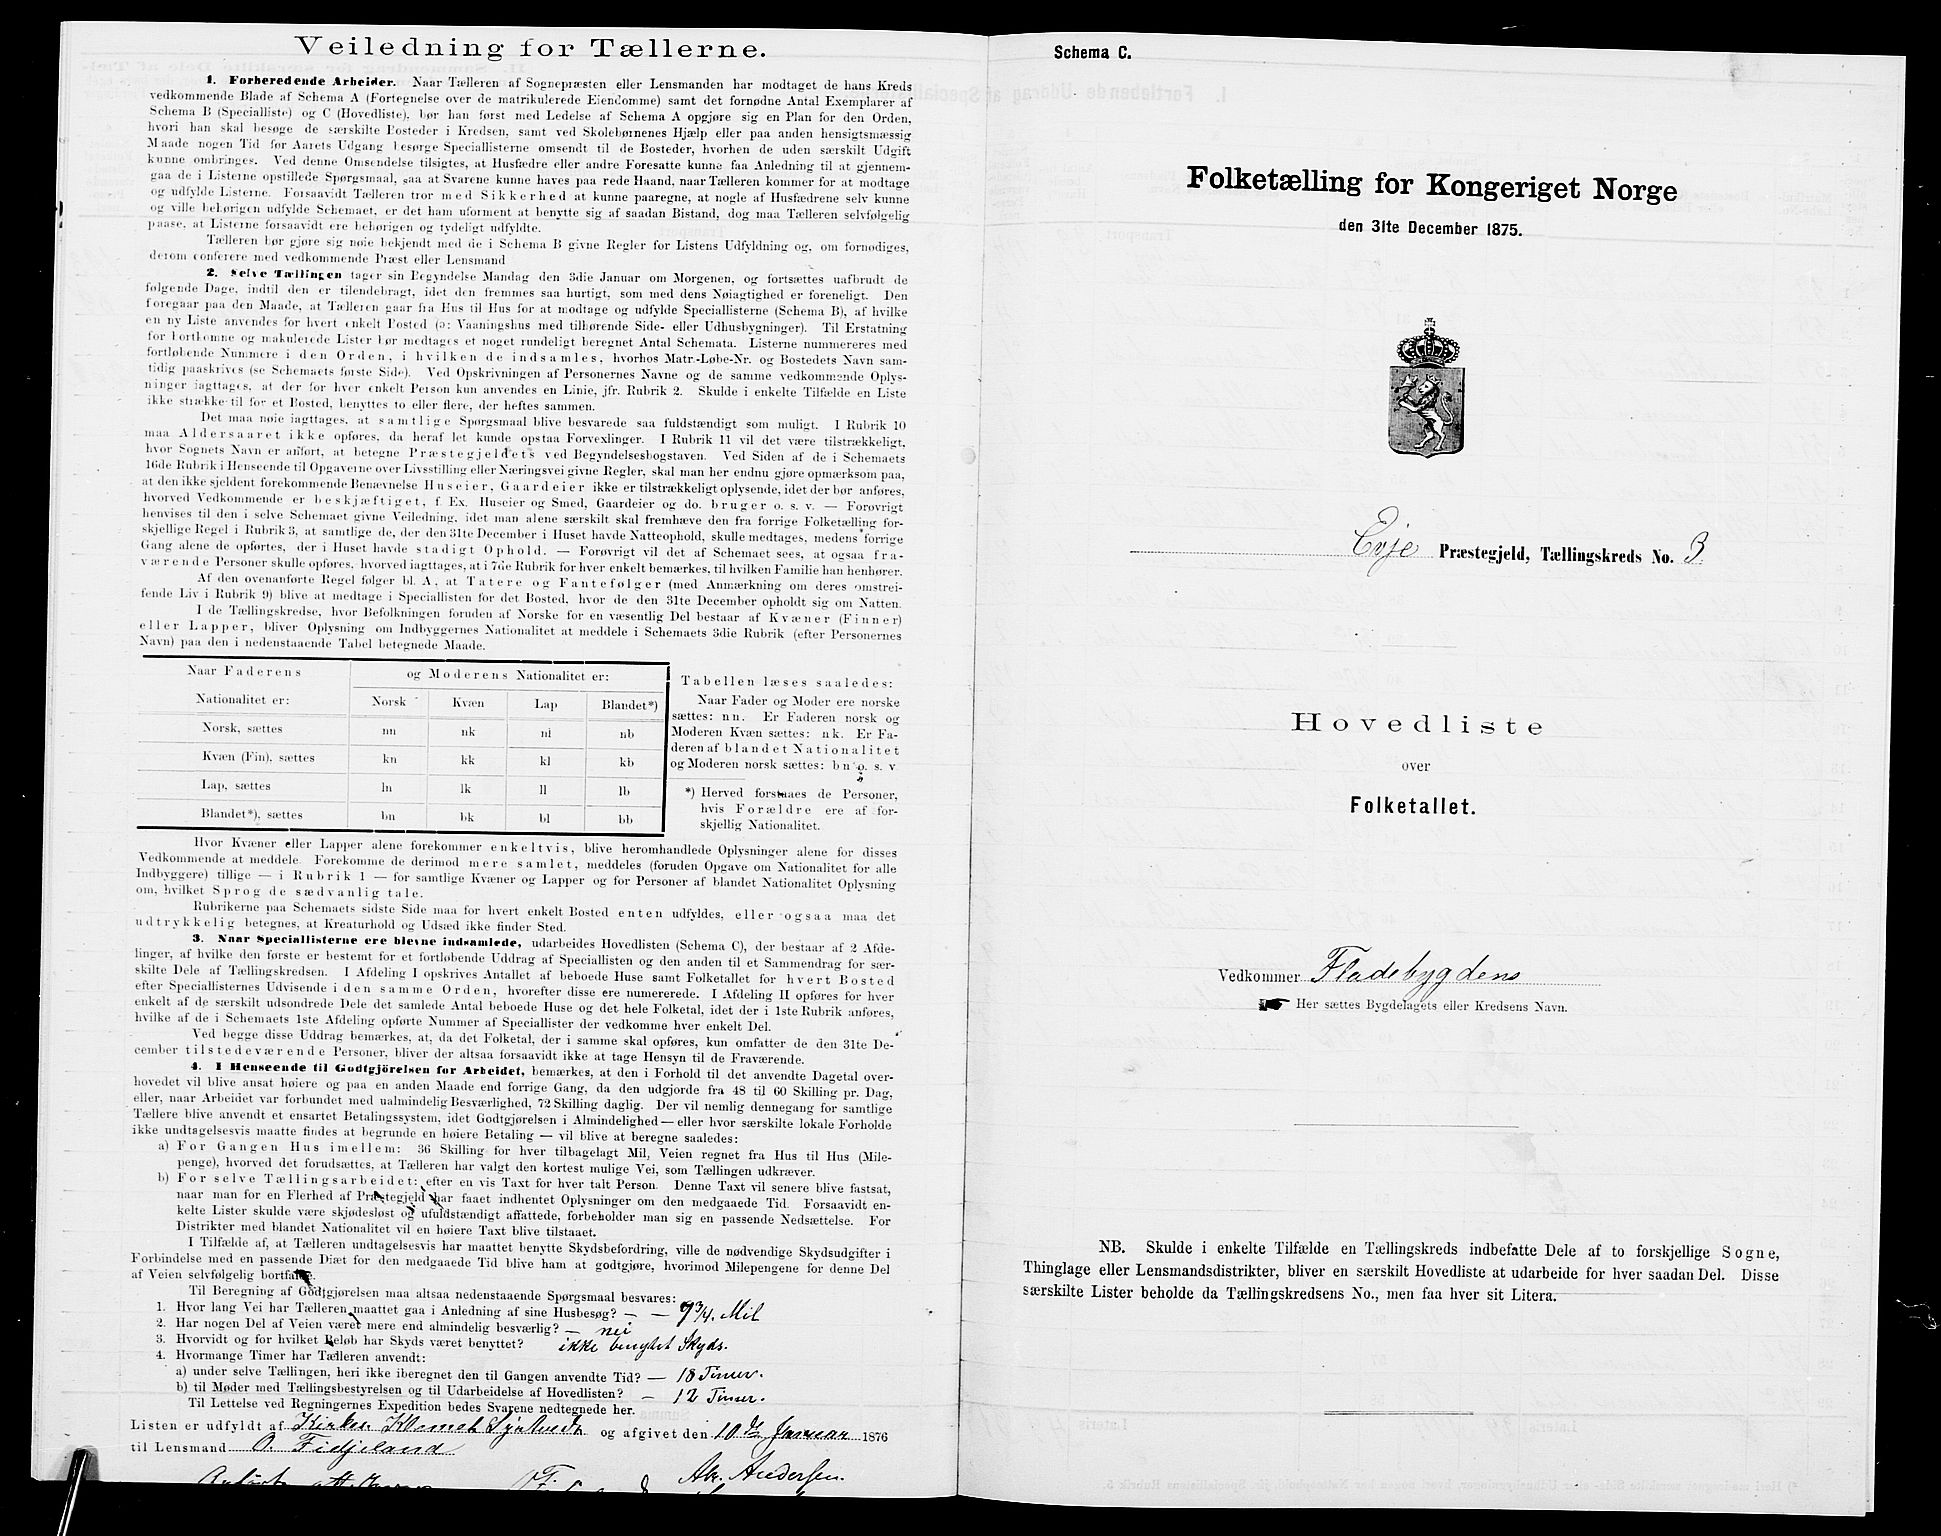 Veiledning for Tællerne.
1. Forberedende Arbeider. Naar Tælleren af Sognepræsten eller Lensmanden har modtaget de hans Kreds
vedkommende Blade af Schema A (Fortegnelse over de matrikulerede Eiendomme) samt det fornødne Antal Exemplarer af
Schema B (Specialliste) og C (Hovedliste), bør han først med Ledelse af Schema A opgjøre sig en Plan for den Orden,
hvori han skal besøge de særskilte Bosteder i Kredsen, samt ved Skolebørnenes Hjælp eller paa anden hensigtsmæssig
Maade nogen Tid før Aarets Udgang besørge Speciallisterne omsendt til de Bosteder, hvorhen de uden særskilt Udgift
kunne ombringes. Ved denne Omsendelse tilsigtes, at Husfædre eller andre Foresatte kunne faa Anledning til at gjennem-
gaa de i Listerne opstillede Spørgsmaal, saa at Svarene kunne haves paa rede Haand, naar Tælleren kommer for at modtage
og udfylde Listerne. Forsaavidt Tælleren tror med Sikkerhed at kunne paaregne, at nogle af Husfædrene selv kunne
og ville behørigen udfylde Schemaet, er det ham uforment at benytte sig af saadan Bistand, dog maa Tælleren selvfølgelig
paase, at Listerne forsaavidt ere behørigen og tydeligt udfyldte.
Tælleren bør gjøre sig nøie bekjendt med de i Schema B givne Regler for Listens Udfyldning og, om fornødiges,
derom conferere med vedkommende Præst eller Lensmand
2. Selve Tællingen tager sin Begyndelse Mandag den 3die Januar om Morgenen, og fortsættes uafbrudt de
følgende Dage, indtil den er tilendebragt, idet den fremmes saa hurtigt, som med dens Nøiagtighed er foreneligt. Den
foregaar paa den Maade, at Tælleren gaar fra Hus til Hus for at modtage og udfylde Speciallisterne (Schema B), af hvilke
en ny Liste anvendes for hvert enkelt Bosted (ɔ: Vaaningshus med tilhørende Side- eller Udhusbygninger). Til Erstatning
for bortkomne og makulerede Lister bør medtages et noget rundeligt beregnet Antal Schemata. Listerne nummereres med
fortløbende Nummere i den Orden, i hvilken de indsamles, hvorhos Matr.-Løbe-Nr. og Bostedets Navn sam-
tidig paaskrives (se Schemaets første Side). Ved Opskrivningen af Personernes Navne og de samme vedkommende Oplys-
ninger iagttages, at der for hver enkelt Person kun anvendes en Linie, jfr. Rubrik 2. Skulde i enkelte Tilfælde en Liste
ikke strække til for et Bosted, benyttes to eller flere, der heftes sammen.
Det maa nøie iagttages, at samtlige Spørgsmaal blive besvarede saa fuldstændigt som muligt. I Rubrik 10
maa Aldersaaret ikke opføres, da heraf let kunde opstaa Forvexlinger. I Rubrik 11 vil det være tilstrækkeligt,
hvor Sognets Navn er anført, at betegne Præstegjeldets ved Begyndelsesbogstaven. Ved Siden af de i Schemaets
16de Rubrik i Henseende til Opgaverne over Livsstilling eller Næringsvei givne Regler, skal man her endnu gjøre opmærksom paa,
at den ikke sjeldent forekommende Benævnelse Huseier, Gaardeier ikke er tilstrækkeligt oplysende, idet der bør anføres,
hvorved Vedkommende er beskjæftiget, f. Ex. Huseier og Smed, Gaardeier og do. bruger o. s. v. — Forøvrigt
henvises til den i selve Schemaet givne Veiledning, idet man alene særskilt skal fremhæve den fra forrige Folketælling for-
skjellige Regel i Rubrik 3, at samtlige de, der den 31te December i Huset havde Natteophold, skulle medtages, medens forrige
Gang alene de opførtes, der i Huset havde stadigt Ophold. — Forøvrigt vil det af Schemaet sees, at ogsaa fra-
værende Personer skulle opføres, hvorved iagttages, at i 7de Rubrik for hver enkelt bemærkes, til hvilken Familie han henhører.
Af den ovenanførte Regel følger bl. A, at Tatere og Fantefølger (med Anmærkning om deres omstrei-
fende Liv i Rubrik 9) blive at medtage i Speciallisten for det Bosted, hvor de den 31te December opholdt sig om Natten.
I de Tællingskredse, hvor Befolkningen foruden af Norske for en væsentlig Del bestaar af Kvæner (Finner)
eller Lapper, bliver Oplysning om Indbyggernes Nationalitet at meddele i Schemaets 3die Rubrik (efter Personernes
Navn) paa den i nedenstaaende Tabel betegnede Maade.
Naar Faderens og Moderens Nationalitet er:
Nationalitet er: Norsk Kvæn Lap Blandet*)
Norsk, sættes nn nk nl nb
Kvæn (Fin), sættes kn kk kl kb
Lap, sættes ln lk ll lb
Blandet*), sættes bn bk bl bb
Tabellen læses saaledes:
Naar Fader og Moder ere norske
sættes: nn. Er Faderen norsk og
Moderen Kvæn sættes: nk. Er Fa-
deren af blandet Nationalitet
og Moderen norsk sættes: bn o. s. v
*) Herved forstaaes de Personer,
hvis Forældre ere af for-
skjellig Nationalitet.
Hvor Kvæner eller Lapper alene forekommer enkeltvis, blive heromhandlede Oplysninger alene for disses
Vedkommende at meddele. Forekomme de derimod mere samlet, meddeles (foruden Opgave om Nationalitet for alle
Indbyggere) tillige — i Rubrik 1 — for samtlige Kvæner og Lapper og for Personer af blandet Nationalitet Oplysning
om, hvilket Sprog de sædvanlig tale.
Rubrikerne paa Schemaets sidste Side maa for hvert enkelt Bosted enten udfyldes, eller ogsaa maa det
udtrykkelig betegnes, at Kreaturhold og Udsæd ikke finder Sted.
3. Naar Speciallisterne ere blevne indsamlede, udarbeides Hovedlisten (Schema C), der bestaar af 2 Afde-
linger, af hvilke den første er bestemt for et fortløbende Uddrag af Speciallisten og den anden til et Sammendrag for sær-
skilte Dele af Tællingskredsen. I Afdeling I opskrives Antallet af beboede Huse samt Folketallet for hvert Bosted
efter Speciallisternes Udvisende i den samme Orden, hvorefter disse ere numererede. I Afdeling II opføres for hver
enkelt af de særskilt udsondrede Dele det samlede Antal beboede Huse og det hele Folketal, idet der i 1ste Rubrik anføres,
hvilke af de i Schemaets 1ste Afdeling opførte Nummer af Speciallister der vedkomme hver enkelt Del.
Ved begge disse Uddrag bemærkes, at, da det Folketal, der i samme skal opføres, kun omfatter de den 31te De-
cember tilstedeværende Personer, bliver der altsaa forsaavidt ikke at tage Hensyn til de Fraværende.
4. I Henseende til Godtgjörelsen for Arbeidet, bemærkes, at den i Forhold til det anvendte Dagetal over-
hovedet vil blive ansat høiere og paa en anden Maade end forrige Gang, da den udgjorde fra 48 til 60 Skilling pr. Dag,
eller, naar Arbeidet var forbundet med ualmindelig Besværlighed, 72 Skilling daglig. Der vil nemlig dennegang for samtlige
Tællere blive anvendt et ensartet Betalingssystem, idet Godtgjørelsen i Almindelighed — eller hvor særskilte lokale Forholde
ikke undtagelsesvis maatte findes at begrunde en høiere Betaling — vil blive at beregne saaledes:
a) For Gangen Hus imellem: 36 Skilling for hver tilbagelagt Mil, Veien regnet fra Hus til Hus (Mile-
penge), hvorved det forudsættes, at Tælleren har valgt den kortest mulige Vei, som Tællingen udkræver.
b) For selve Tællingsarbeidet: efter en vis Taxt for hver talt Person. Denne Taxt vil senere blive fastsat,
naar man for en Flerhed af Præstegjeld har faaet indhentet Oplysninger om den medgaaede Tid. Forsaavidt en-
kelte Lister skulde være skjødesløst og ufuldstændigt affattede, forbeholder man sig en passende Nedsættelse. For
Distrikter med blandet Nationalitet vil en høiere Taxt blive tilstaaet.
I Tilfælde af, at Tælleren undtagelsesvis har maattet benytte Skydsbefordring, ville de nødvendige Skydsudgifter i
Forbindelse med en passende Diæt for den medgaaede Tid blive ham at godtgjøre, hvorimod Milepengene for denne Del
af Veien selvfølgelig bortfalde.
Til Beregning af Godtgjørelsen maa altsaa nedenstaaende Spørgsmaal besvares:
1. Hvor lang Vei har Tælleren maattet gaa i Anledning af sine Husbesøg? — — 7 3/4. Mil
2. Har nogen Del af Veien været mere end almindelig besværlig? — nei
3. Hvorvidt og for hvilket Beløb har Skyds været benyttet? ikke benyttet Skyds.
4. Hvormange Timer har Tælleren anvendt:
a) under selve Tællingen, heri ikke iberegnet den til Gangen anvendte Tid? — 18 Timer.
b) til Møder med Tællingsbestyrelsen og til Udarbeidelse af Hovedlisten? — 12 Timer.
Til Lettelse ved Regningernes Expedition bedes Svarene nedtegnede her.
Listen er udfyldt af Kirkes. og afgivet den 10de Januar 1876
til Lensmand O. Fidjeland
Abr. Andersen.
Schema C.
Folketælling for Kongeriget Norge
den 31te December 1875.
Evje Præstegjeld, Tællingskreds No. 3.
Hovedliste
over
Folketallet.
Vedkommer Fladebygdens
Her sættes Bygdelagets eller Kredsens Navn.
NB. Skulde i enkelte Tilfælde en Tællingskreds indbefatte Dele af to forskjellige Sogne,
Thinglage eller Lensmandsdistrikter, bliver en særskilt Hovedliste at udarbeide for hver saadan Del. Disse
særskilte Lister beholde da Tællingskredsens No., men faa hver sit Litera.